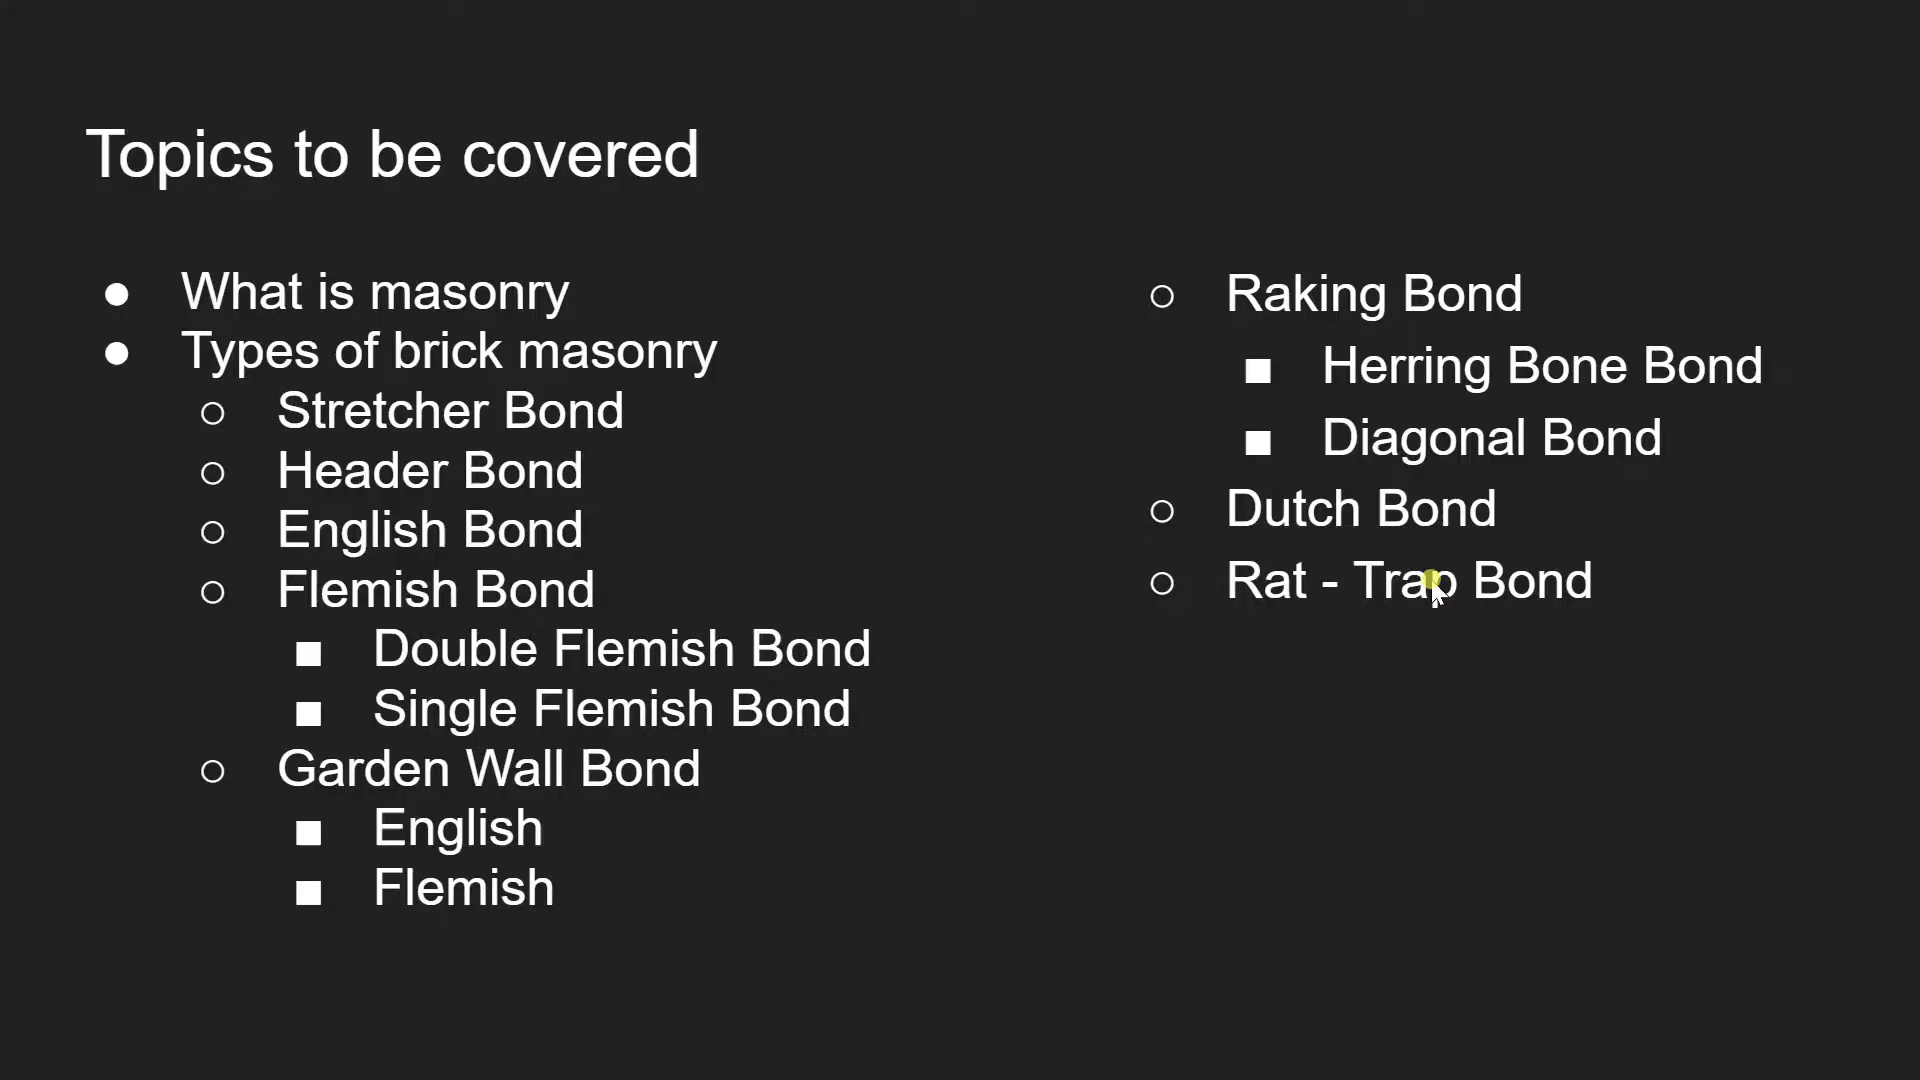 Topics to be covered
What is masonry
Types of brick masonry
Stretcher Bond
Header Bond
English Bond
Flemish Bond
Double Flemish Bond
Single Flemish Bond
Garden Wall Bond
English
Flemish
Raking Bond
Herring Bone Bond
Diagonal Bond
Dutch Bond
Rat - Trap Bond